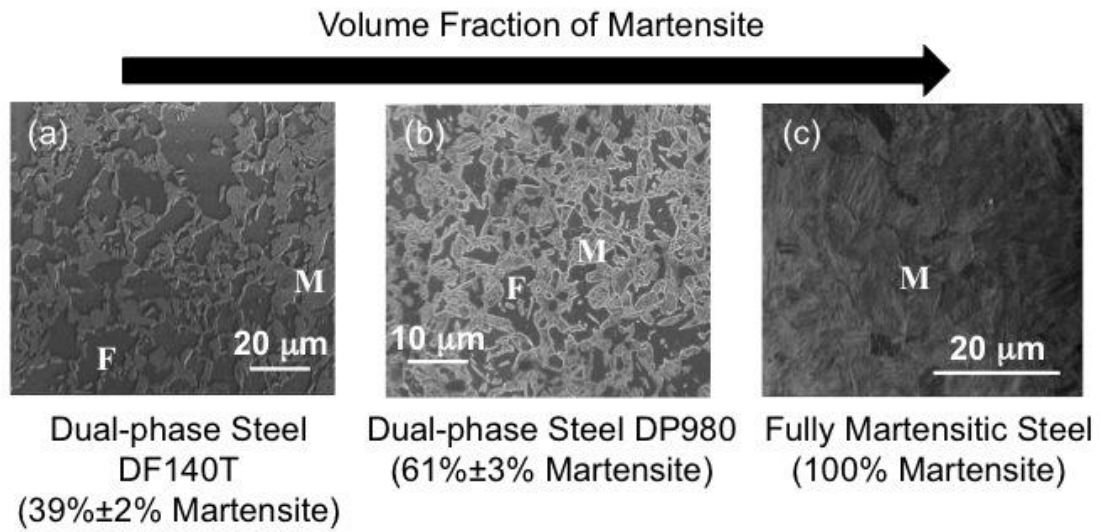 Volume Fraction of Martensite
(a)
M
F
20 μm
(b)
M
F
10 μm
(c)
M
20 μm
Dual-phase Steel
DF140T
(39%±2% Martensite)
Dual-phase Steel DP980
(61%±3% Martensite)
Fully Martensitic Steel
(100% Martensite)